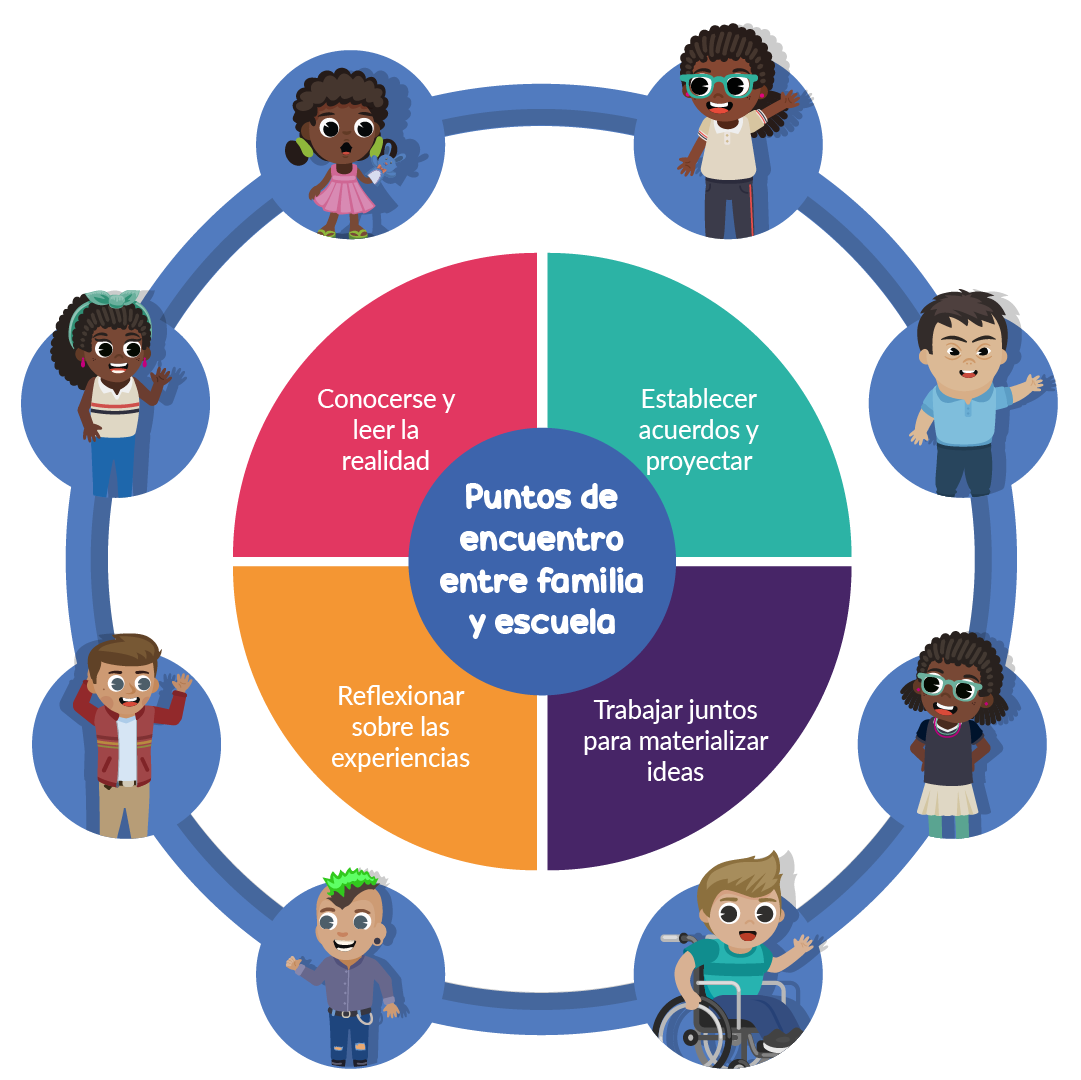 Conocerse y
leer la
realidad
Establecer
acuerdos y
proyectar
Puntos de
encuentro
entre familia
y escuela
Reflexionar
sobre las
experiencias
Trabajar juntos
para materializar
ideas